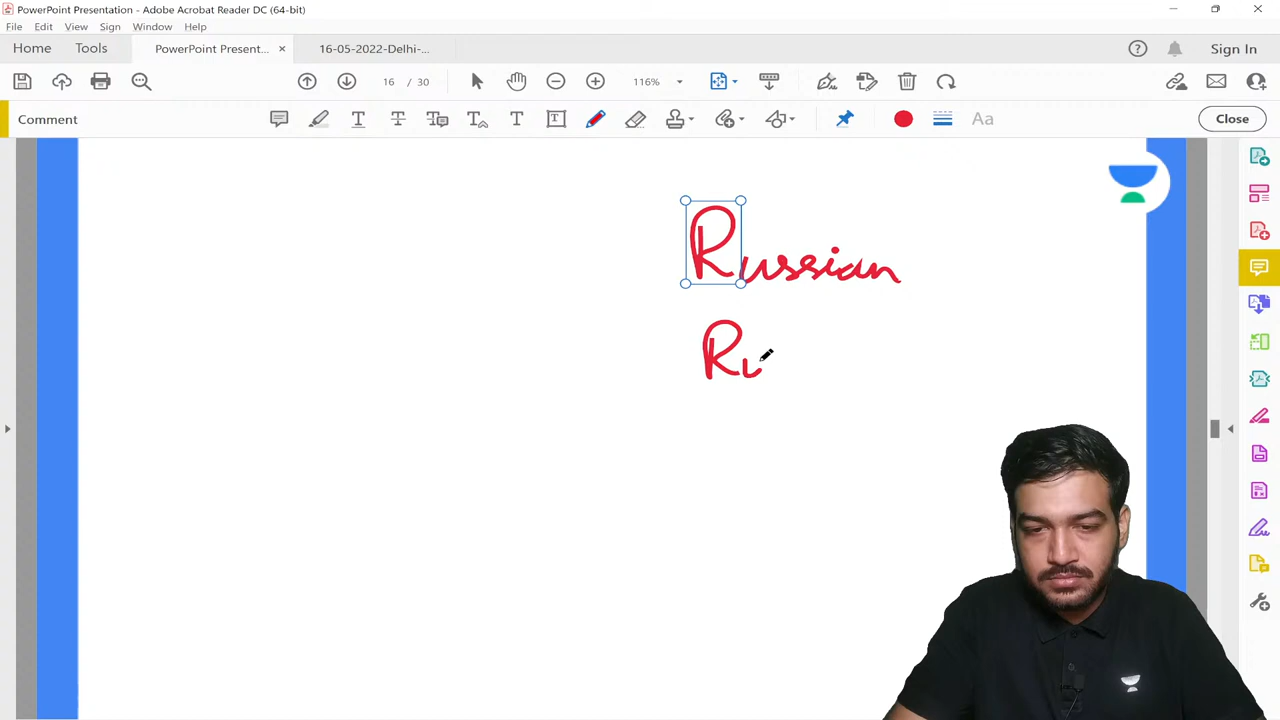 PowerPoint Presentation - Adobe Acrobat Reader DC (64-bit)
File Edit View Sign Window Help
Home Tools PowerPoint Present... × 16-05-2022-Delhi-... Sign In
16 / 30 116%
Comment Aa Close
Russian
Ru